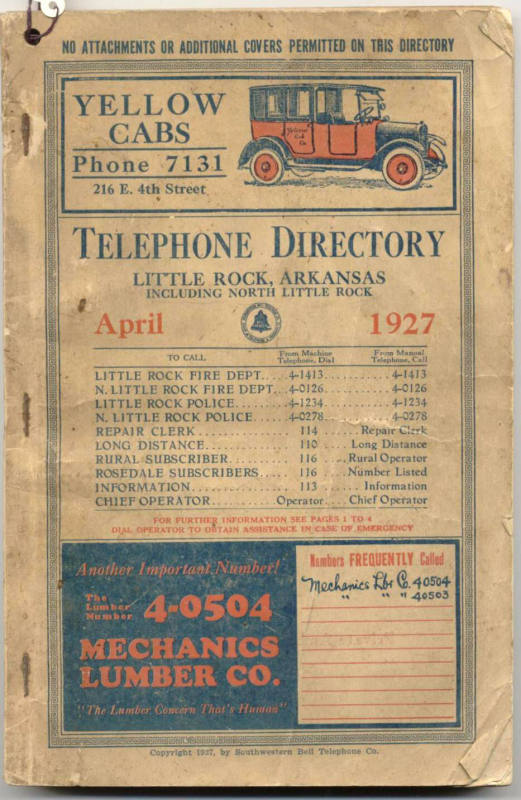 NO ATTACHMENTS OR ADDITIONAL COVERS PERMITTED ON THIS DIRECTORY
YELLOW
CABS
Phone 7131
216 E. 4th Street
Yellow
Cab
Co.
TELEPHONE DIRECTORY
LITTLE ROCK, ARKANSAS
INCLUDING NORTH LITTLE ROCK
April 1927
TO CALL From Machine Telephone, Dial From Manual Telephone, Call
LITTLE ROCK FIRE DEPT. 4-1413 4-1413
N. LITTLE ROCK FIRE DEPT. 4-0126 4-0126
LITTLE ROCK POLICE 4-1234 4-1234
N. LITTLE ROCK POLICE 4-0278 4-0278
REPAIR CLERK 114 Repair Clerk
LONG DISTANCE 110 Long Distance
RURAL SUBSCRIBER 116 Rural Operator
ROSEDALE SUBSCRIBERS 116 Number Listed
INFORMATION 113 Information
CHIEF OPERATOR Operator Chief Operator
FOR FURTHER INFORMATION SEE PAGES 1 TO 4
DIAL OPERATOR TO OBTAIN ASSISTANCE IN CASE OF EMERGENCY
Another Important Number!
The
Lumber
Number 4-0504
MECHANICS
LUMBER CO.
"The Lumber Concern That's Human"
Numbers FREQUENTLY Called
Mechanics Lbr Co. 40504
" " " 40503
Copyright 1927, by Southwestern Bell Telephone Co.